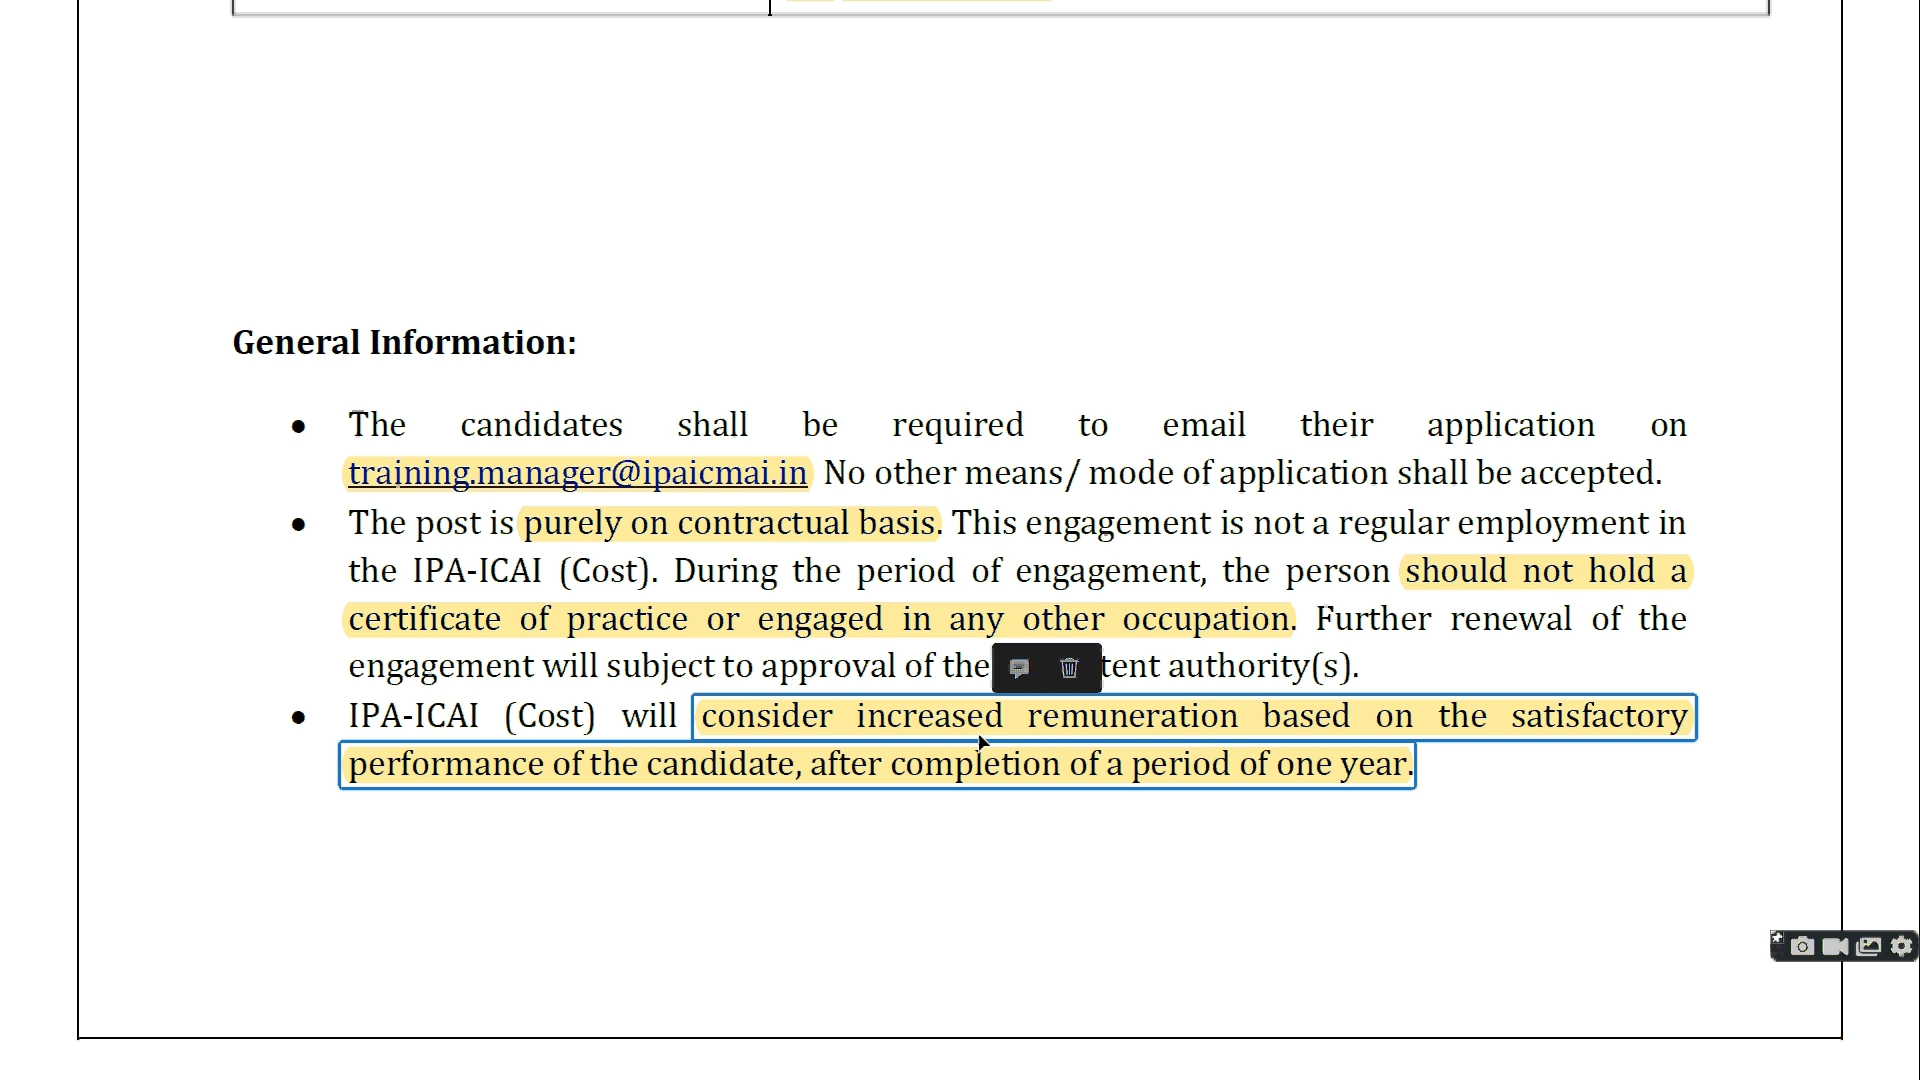 General Information:
• The candidates shall be required to email their application on
training.manager@ipaicmai.in No other means/ mode of application shall be accepted.
• The post is purely on contractual basis. This engagement is not a regular employment in
the IPA-ICAI (Cost). During the period of engagement, the person should not hold a
certificate of practice or engaged in any other occupation. Further renewal of the
engagement will subject to approval of the tent authority(s).
• IPA-ICAI (Cost) will consider increased remuneration based on the satisfactory
performance of the candidate, after completion of a period of one year.